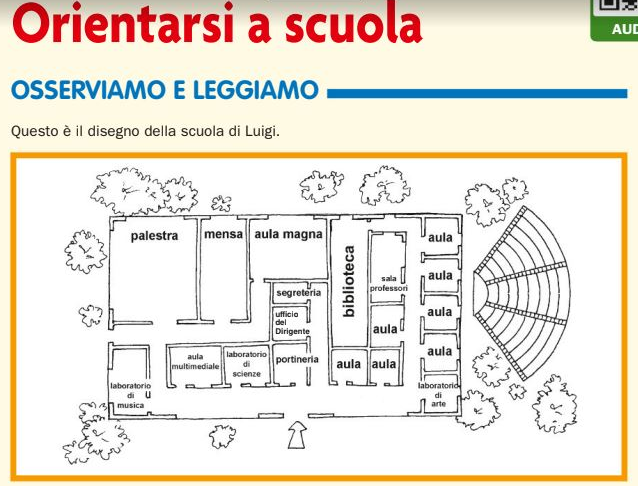 Orientarsi a scuola
AUD
OSSERVIAMO E LEGGIAMO
Questo è il disegno della scuola di Luigi.
palestra
mensa
aula magna
biblioteca
sala
professori
aula
aula
aula
aula
aula
segreteria
ufficio
del
Dirigente
portineria
aula
multimediale
laboratorio
di
scienze
laboratorio
di
musica
aula
aula
laboratorio
di
arte